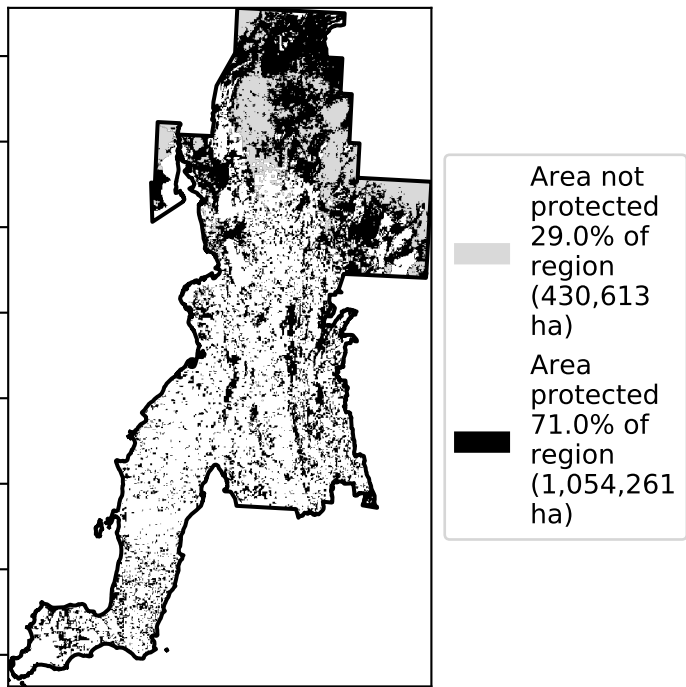 Area not
protected
29.0% of
region
(430,613
ha)
Area
protected
71.0% of
region
(1,054,261
ha)